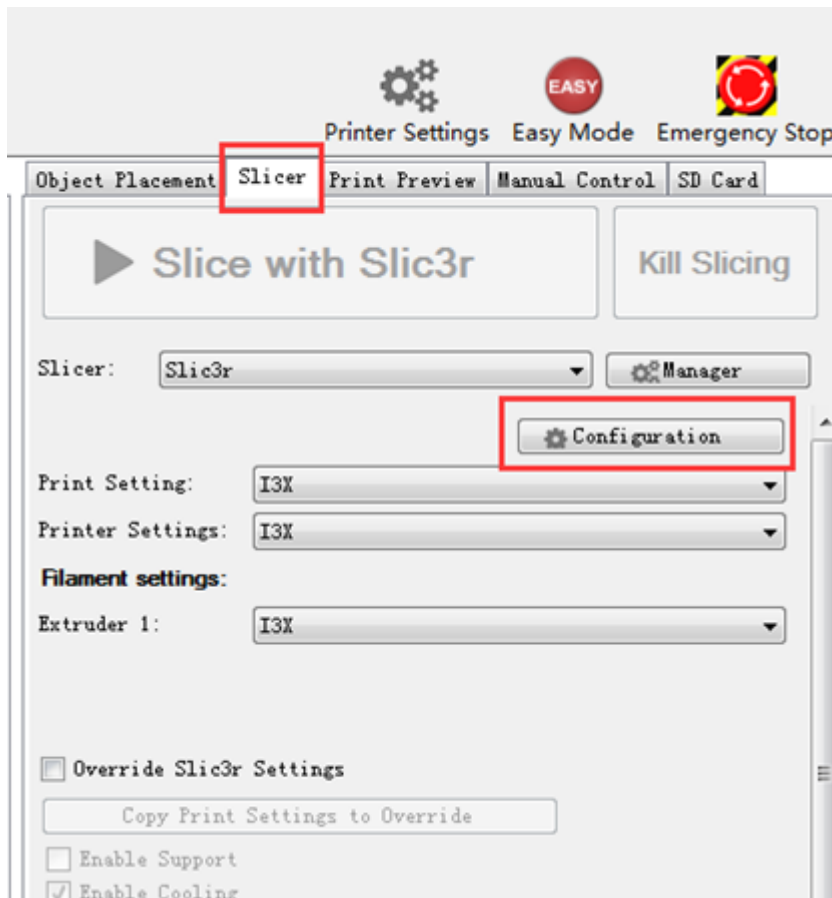 Printer Settings EASY Easy Mode Emergency Stop
Object Placement Slicer Print Preview Manual Control SD Card
Slice with Slic3r Kill Slicing
Slicer: Slic3r Manager
Configuration
Print Setting: I3X
Printer Settings: I3X
Filament settings:
Extruder 1: I3X
Override Slic3r Settings
Copy Print Settings to Override
Enable Support
Enable Cooling